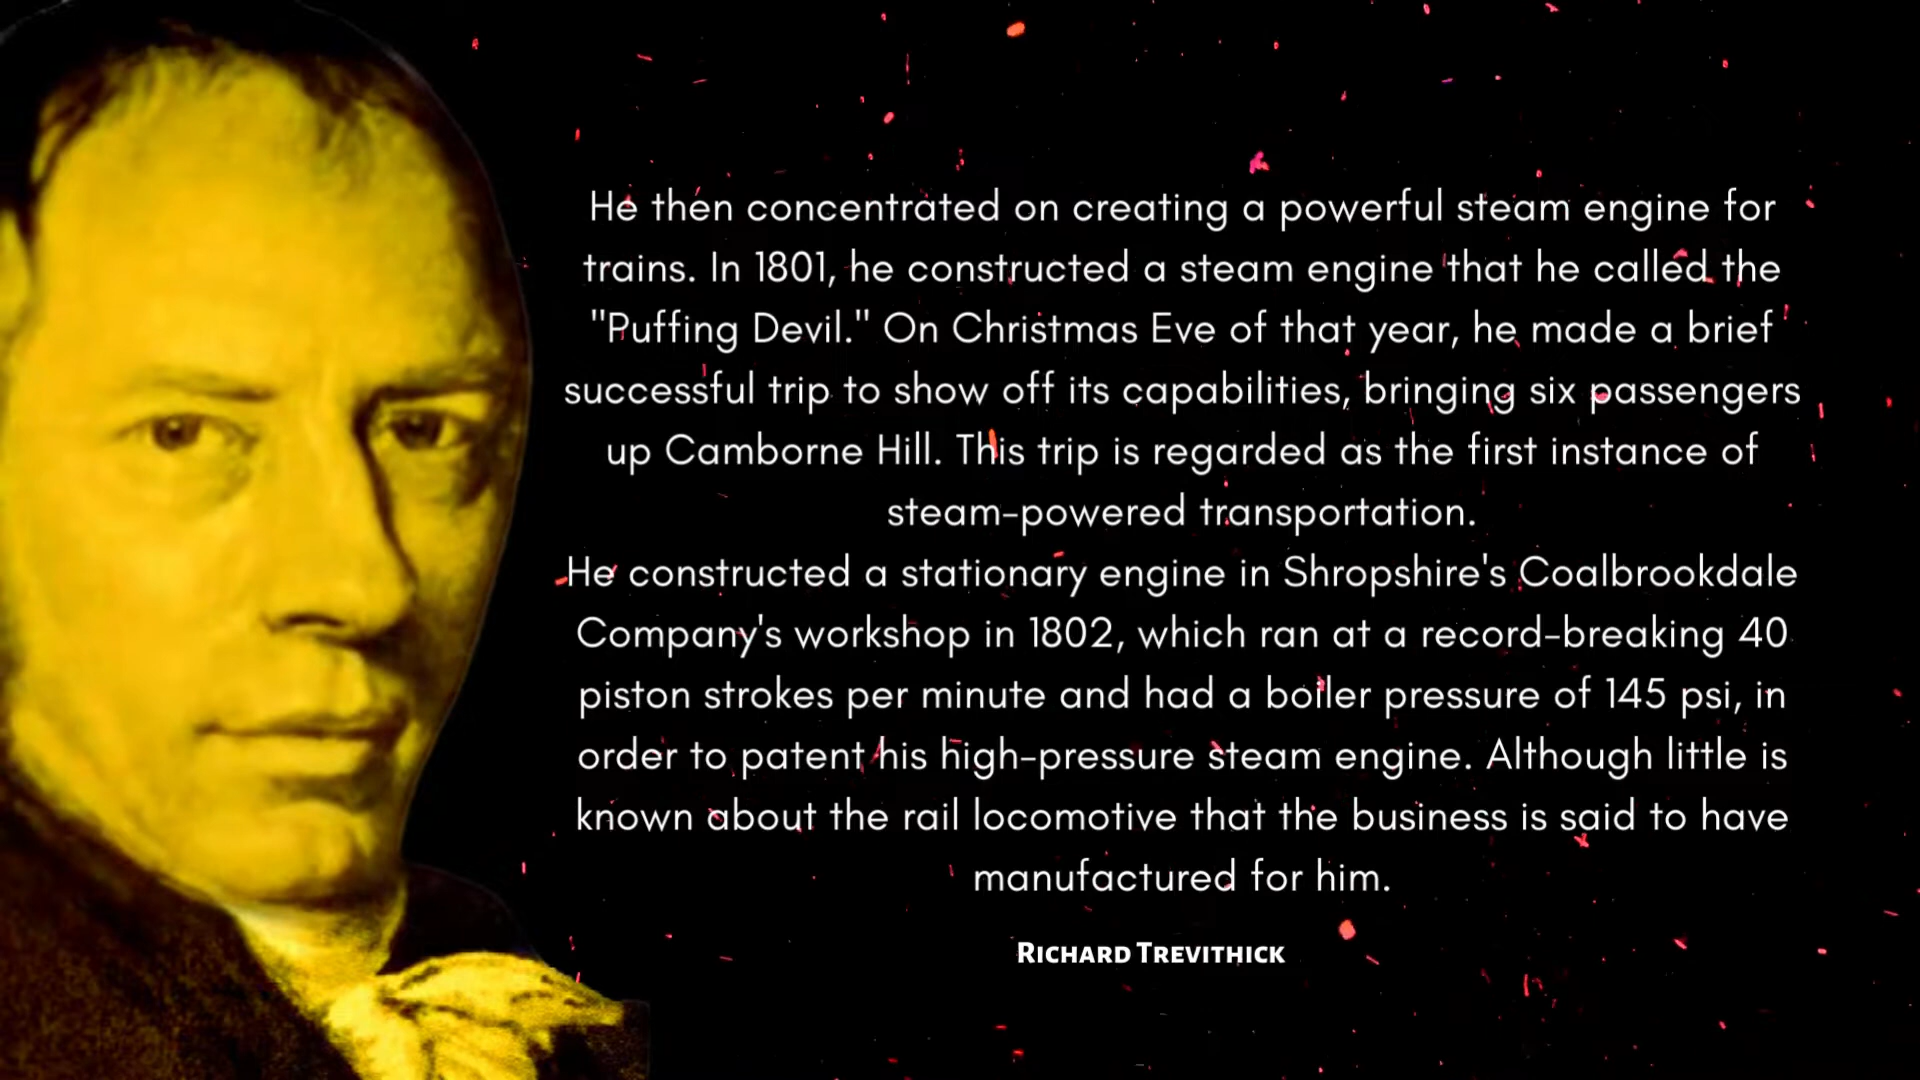 He then concentrated on creating a powerful steam engine for
trains. In 1801, he constructed a steam engine that he called the
"Puffing Devil." On Christmas Eve of that year, he made a brief
successful trip to show off its capabilities, bringing six passengers
up Camborne Hill. This trip is regarded as the first instance of
steam-powered transportation.
He constructed a stationary engine in Shropshire's Coalbrookdale
Company's workshop in 1802, which ran at a record-breaking 40
piston strokes per minute and had a boiler pressure of 145 psi, in
order to patent his high-pressure steam engine. Although little is
known about the rail locomotive that the business is said to have
manufactured for him.
Richard Trevithick